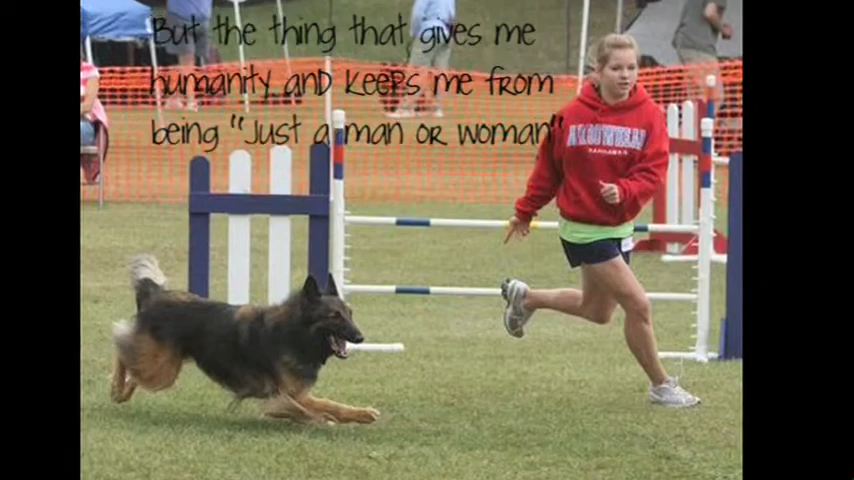 But the thing that gives me
humanity and keeps me from
being "Just a man or woman"